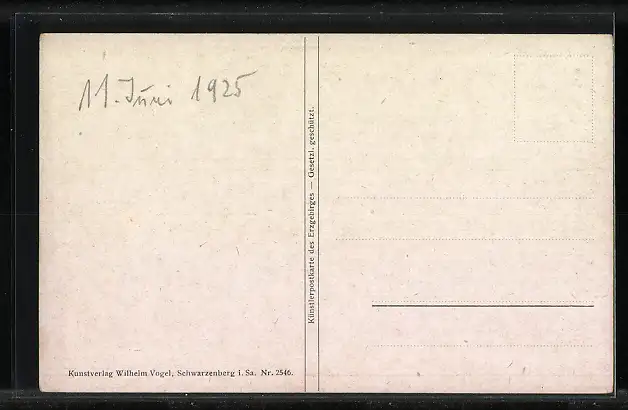 11. Juni 1925
Künstlerpostkarte des Erzgebirges — Gesetzl. geschützt.
Kunstverlag Wilhelm Vogel, Schwarzenberg i. Sa. Nr. 2546.